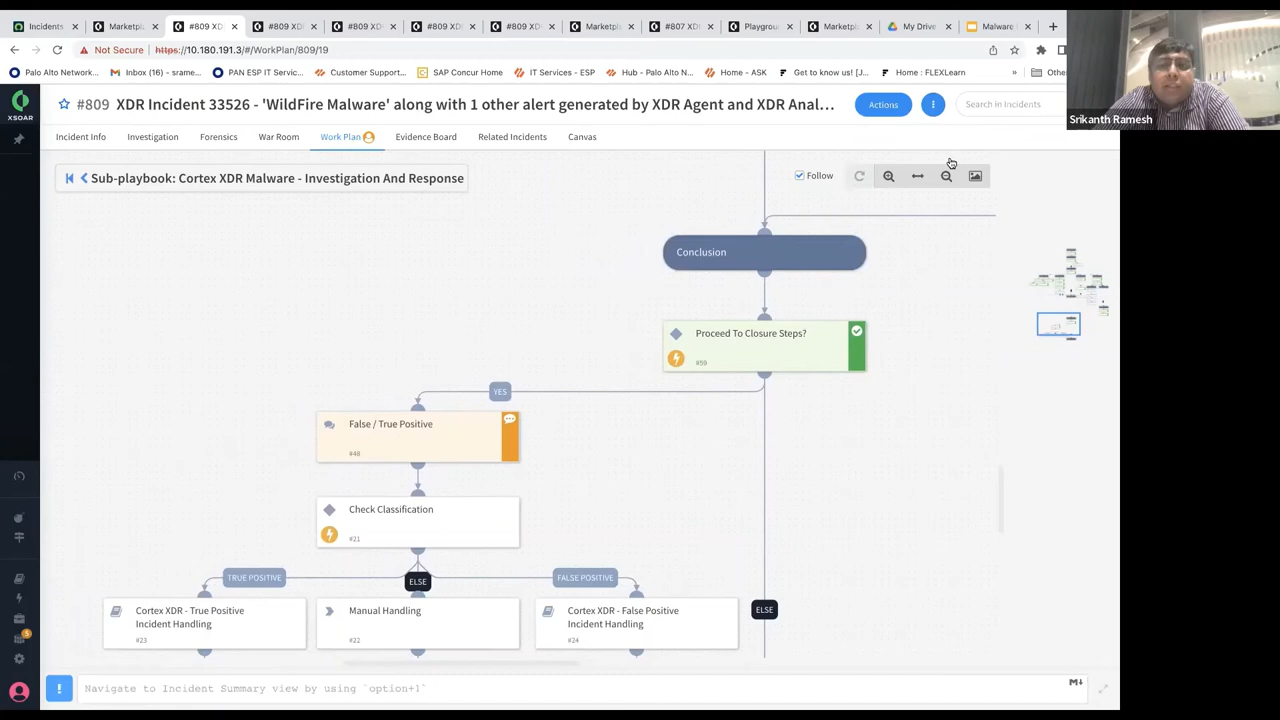 Incidents
Marketpl
#809 XD
#809 XD
#809 XD
#809 XD
#809 XD
Marketpl
#807 XD
Playgrou
Marketpl
My Drive
Malware
Not Secure
https://10.180.191.3/#/WorkPlan/809/19
Palo Alto Network...
Inbox (16) - srame...
PAN ESP IT Servic...
Customer Support...
SAP Concur Home
IT Services - ESP
Hub - Palo Alto N...
Home - ASK
Get to know us! [J...
Home : FLEXLearn
»
Othe
XSOAR
#809 XDR Incident 33526 - 'WildFire Malware' along with 1 other alert generated by XDR Agent and XDR Anal...
Actions
Search in Incidents
Srikanth Ramesh
Incident Info
Investigation
Forensics
War Room
Work Plan
Evidence Board
Related Incidents
Canvas
Sub-playbook: Cortex XDR Malware - Investigation And Response
Follow
Conclusion
Proceed To Closure Steps?
#59
YES
False / True Positive
#48
Check Classification
#21
TRUE POSITIVE
ELSE
FALSE POSITIVE
Cortex XDR - True Positive
Incident Handling
#23
Manual Handling
#22
Cortex XDR - False Positive
Incident Handling
#24
ELSE
5
!
Navigate to Incident Summary view by using `option+1`
M↓